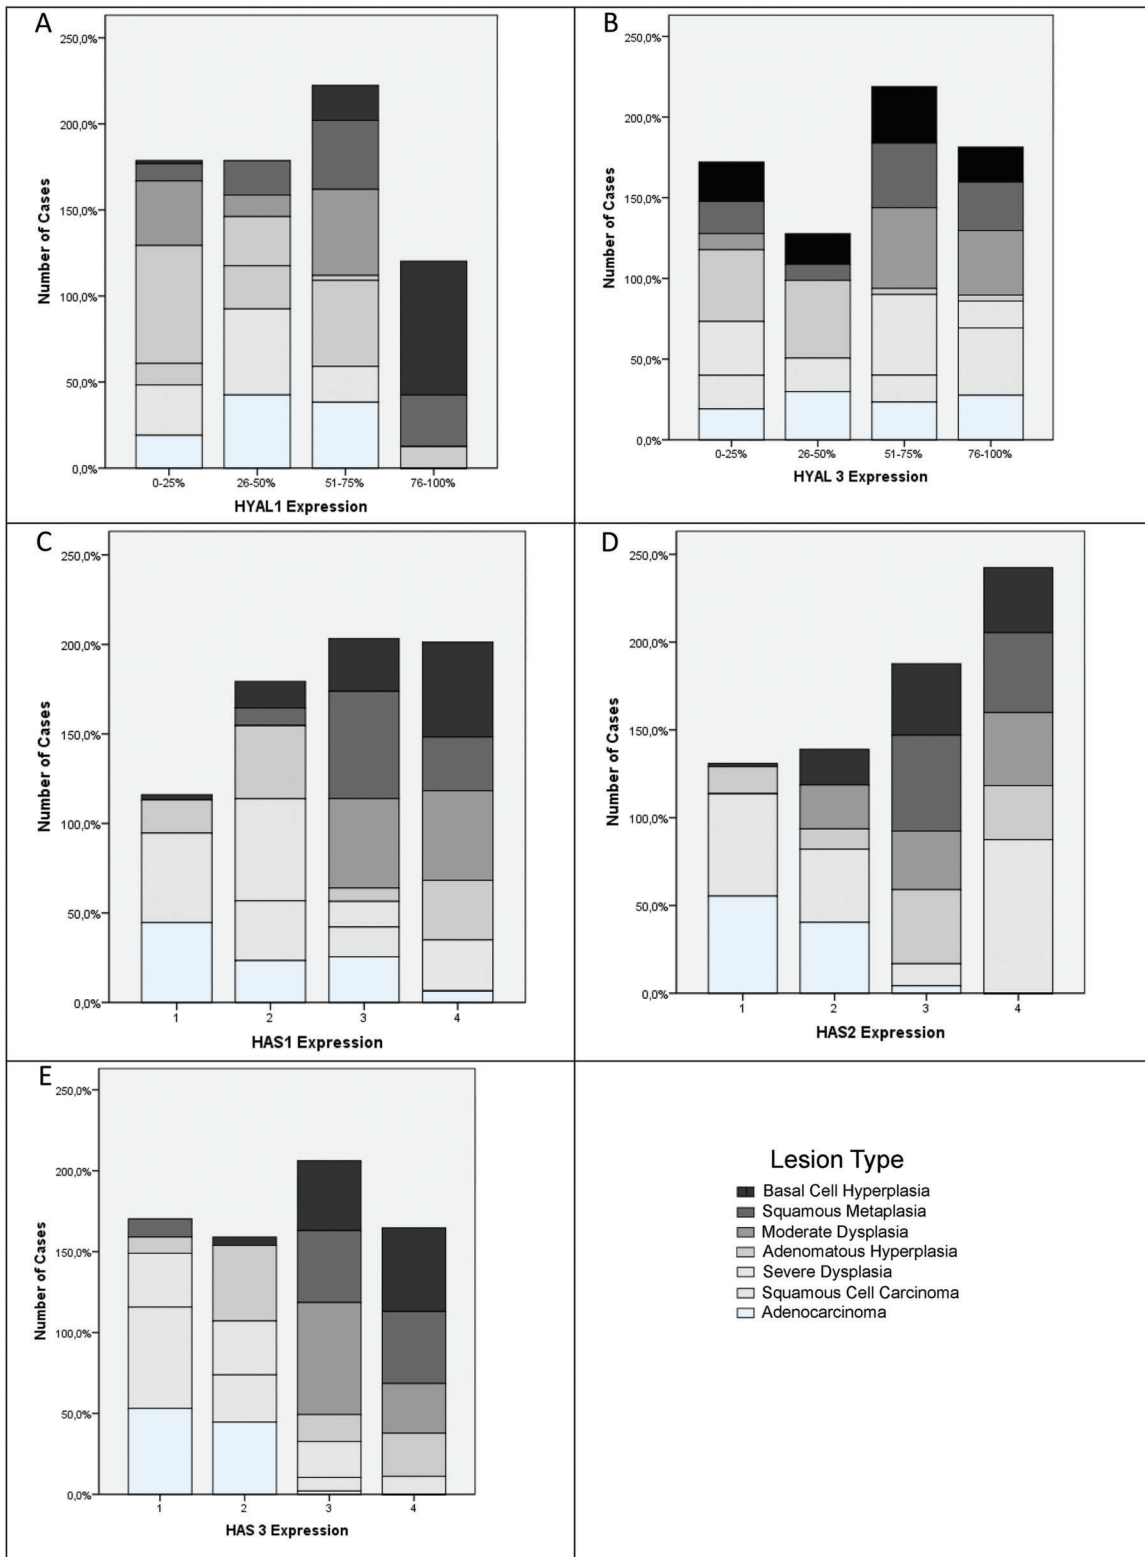 A
Number of Cases
250,0%
200,0%
150,0%
100,0%
50,0%
0,0%
0-25% 26-50% 51-75% 76-100%
HYAL1 Expression
B
Number of Cases
250,0%
200,0%
150,0%
100,0%
50,0%
0,0%
0-25% 26-50% 51-75% 76-100%
HYAL 3 Expression
C
Number of Cases
250,0%
200,0%
150,0%
100,0%
50,0%
0,0%
1 2 3 4
HAS1 Expression
D
Number of Cases
250,0%
200,0%
150,0%
100,0%
50,0%
0,0%
1 2 3 4
HAS2 Expression
E
Number of Cases
250,0%
200,0%
150,0%
100,0%
50,0%
0,0%
1 2 3 4
HAS 3 Expression
Lesion Type
Basal Cell Hyperplasia
Squamous Metaplasia
Moderate Dysplasia
Adenomatous Hyperplasia
Severe Dysplasia
Squamous Cell Carcinoma
Adenocarcinoma